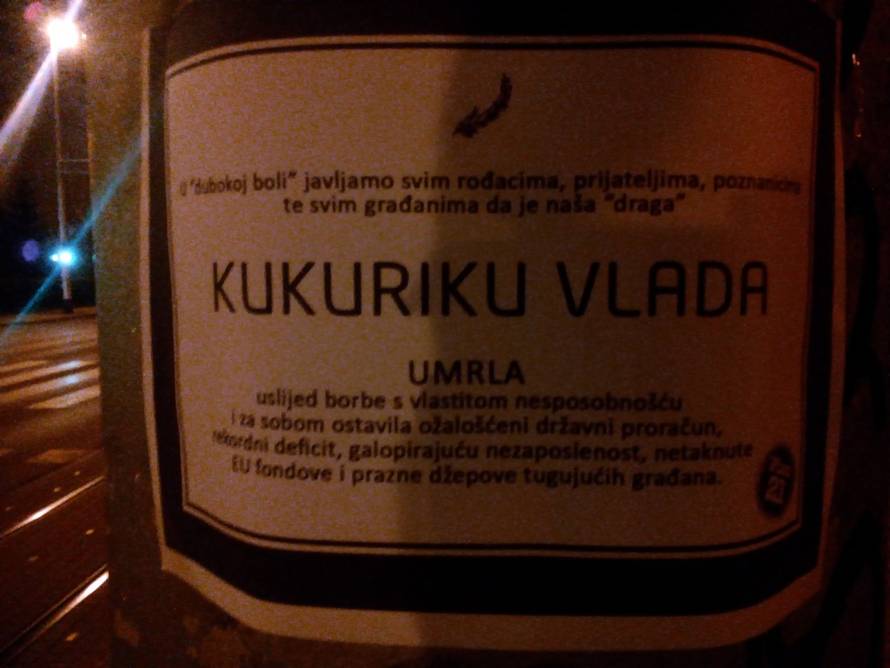 U "dubokoj boli" javljamo svim rođacima, prijateljima, poznanicima
te svim građanima da je naša "draga"
KUKURIKU VLADA
UMRLA
uslijed borbe s vlastitom nesposobnošću
i za sobom ostavila ožalošćeni državni proračun,
rekordni deficit, galopirajuću nezaposlenost, netaknute
EU fondove i prazne džepove tugujućih građana.